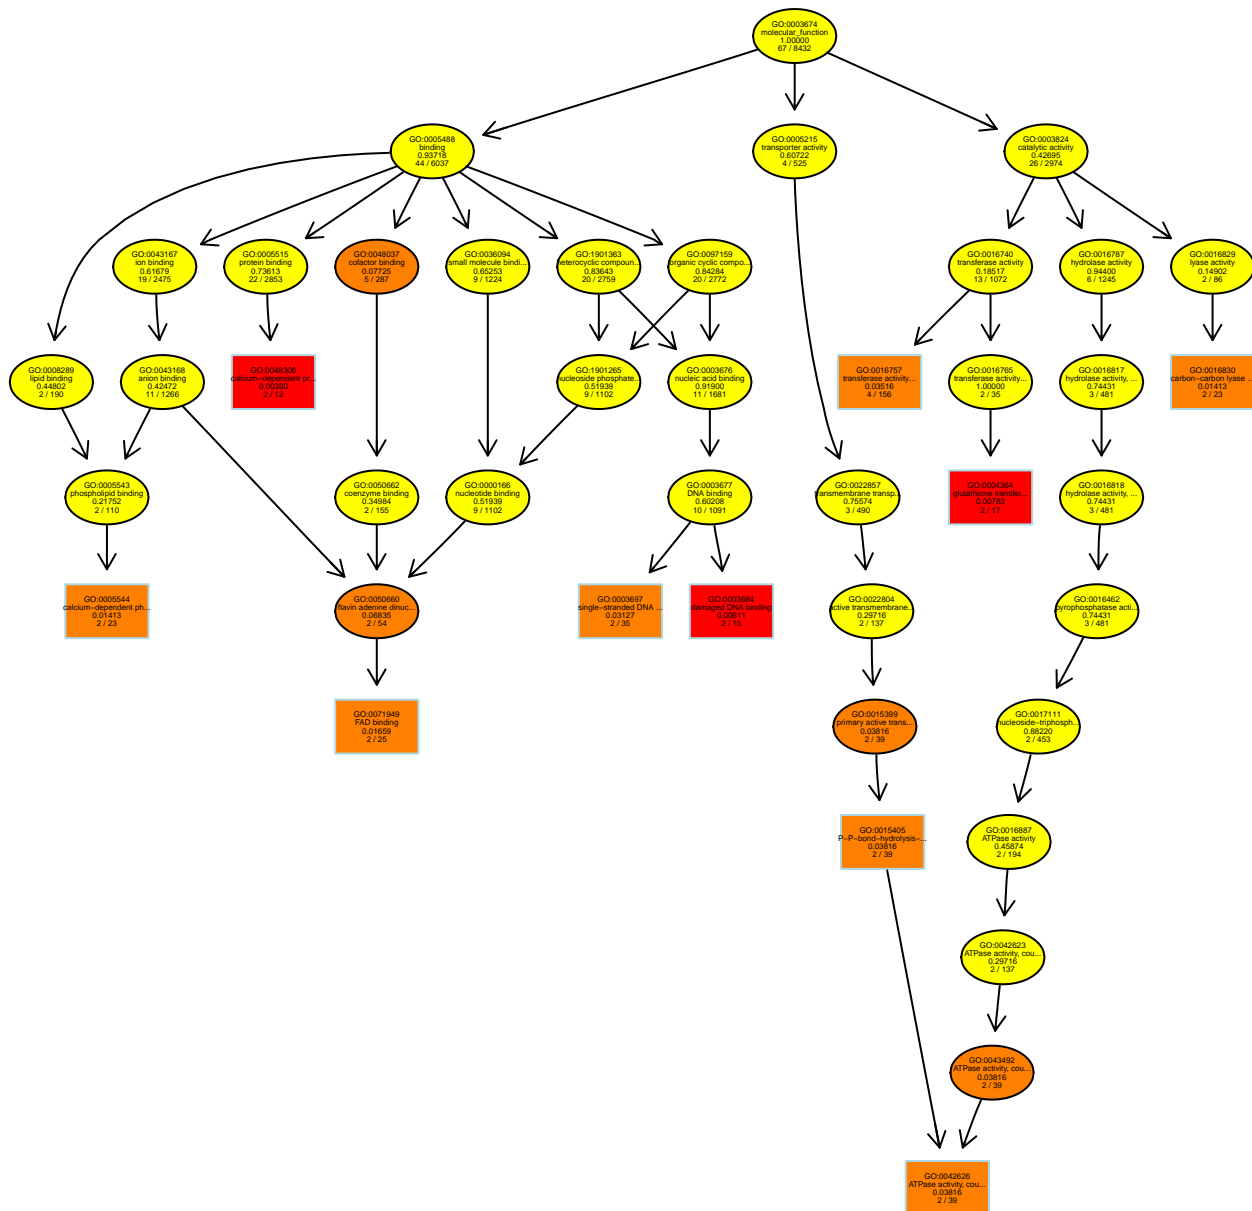 GO:0003674
molecular_function
1.00000
67 / 8432
GO:0005488
binding
0.93718
44 / 6037
GO:0005215
transporter activity
0.60722
4 / 525
GO:0003824
catalytic activity
0.42695
26 / 2974
GO:0043167
ion binding
0.61679
19 / 2475
GO:0005515
protein binding
0.73613
22 / 2853
GO:0048037
cofactor binding
0.07725
5 / 287
GO:0036094
small molecule bindi...
0.65253
9 / 1224
GO:1901363
heterocyclic compoun...
0.83643
20 / 2759
GO:0097159
organic cyclic compo...
0.84284
20 / 2772
GO:0016740
transferase activity
0.18517
13 / 1072
GO:0016787
hydrolase activity
0.94400
6 / 1245
GO:0016829
lyase activity
0.14902
2 / 86
GO:0008289
lipid binding
0.44802
2 / 190
GO:0043168
anion binding
0.42472
11 / 1266
GO:0048306
calcium−dependent pr...
0.00390
2 / 12
GO:1901265
nucleoside phosphate...
0.51939
9 / 1102
GO:0003676
nucleic acid binding
0.91900
11 / 1681
GO:0016757
transferase activity...
0.03516
4 / 156
GO:0016765
transferase activity...
1.00000
2 / 35
GO:0016817
hydrolase activity, ...
0.74431
3 / 481
GO:0016830
carbon−carbon lyase ...
0.01413
2 / 23
GO:0005543
phospholipid binding
0.21752
2 / 110
GO:0050662
coenzyme binding
0.34984
2 / 155
GO:0000166
nucleotide binding
0.51939
9 / 1102
GO:0003677
DNA binding
0.60208
10 / 1091
GO:0022857
transmembrane transp...
0.75574
3 / 490
GO:0004364
glutathione transfer...
0.00783
2 / 17
GO:0016818
hydrolase activity, ...
0.74431
3 / 481
GO:0005544
calcium−dependent ph...
0.01413
2 / 23
GO:0050660
flavin adenine dinuc...
0.06835
2 / 54
GO:0003697
single−stranded DNA ...
0.03127
2 / 35
GO:0003684
damaged DNA binding
0.00611
2 / 15
GO:0022804
active transmembrane...
0.29716
2 / 137
GO:0016462
pyrophosphatase acti...
0.74431
3 / 481
GO:0071949
FAD binding
0.01659
2 / 25
GO:0015399
primary active trans...
0.03816
2 / 39
GO:0017111
nucleoside−triphosph...
0.88220
2 / 453
GO:0015405
P−P−bond−hydrolysis−...
0.03816
2 / 39
GO:0016887
ATPase activity
0.45874
2 / 194
GO:0042623
ATPase activity, cou...
0.29716
2 / 137
GO:0043492
ATPase activity, cou...
0.03816
2 / 39
GO:0042626
ATPase activity, cou...
0.03816
2 / 39